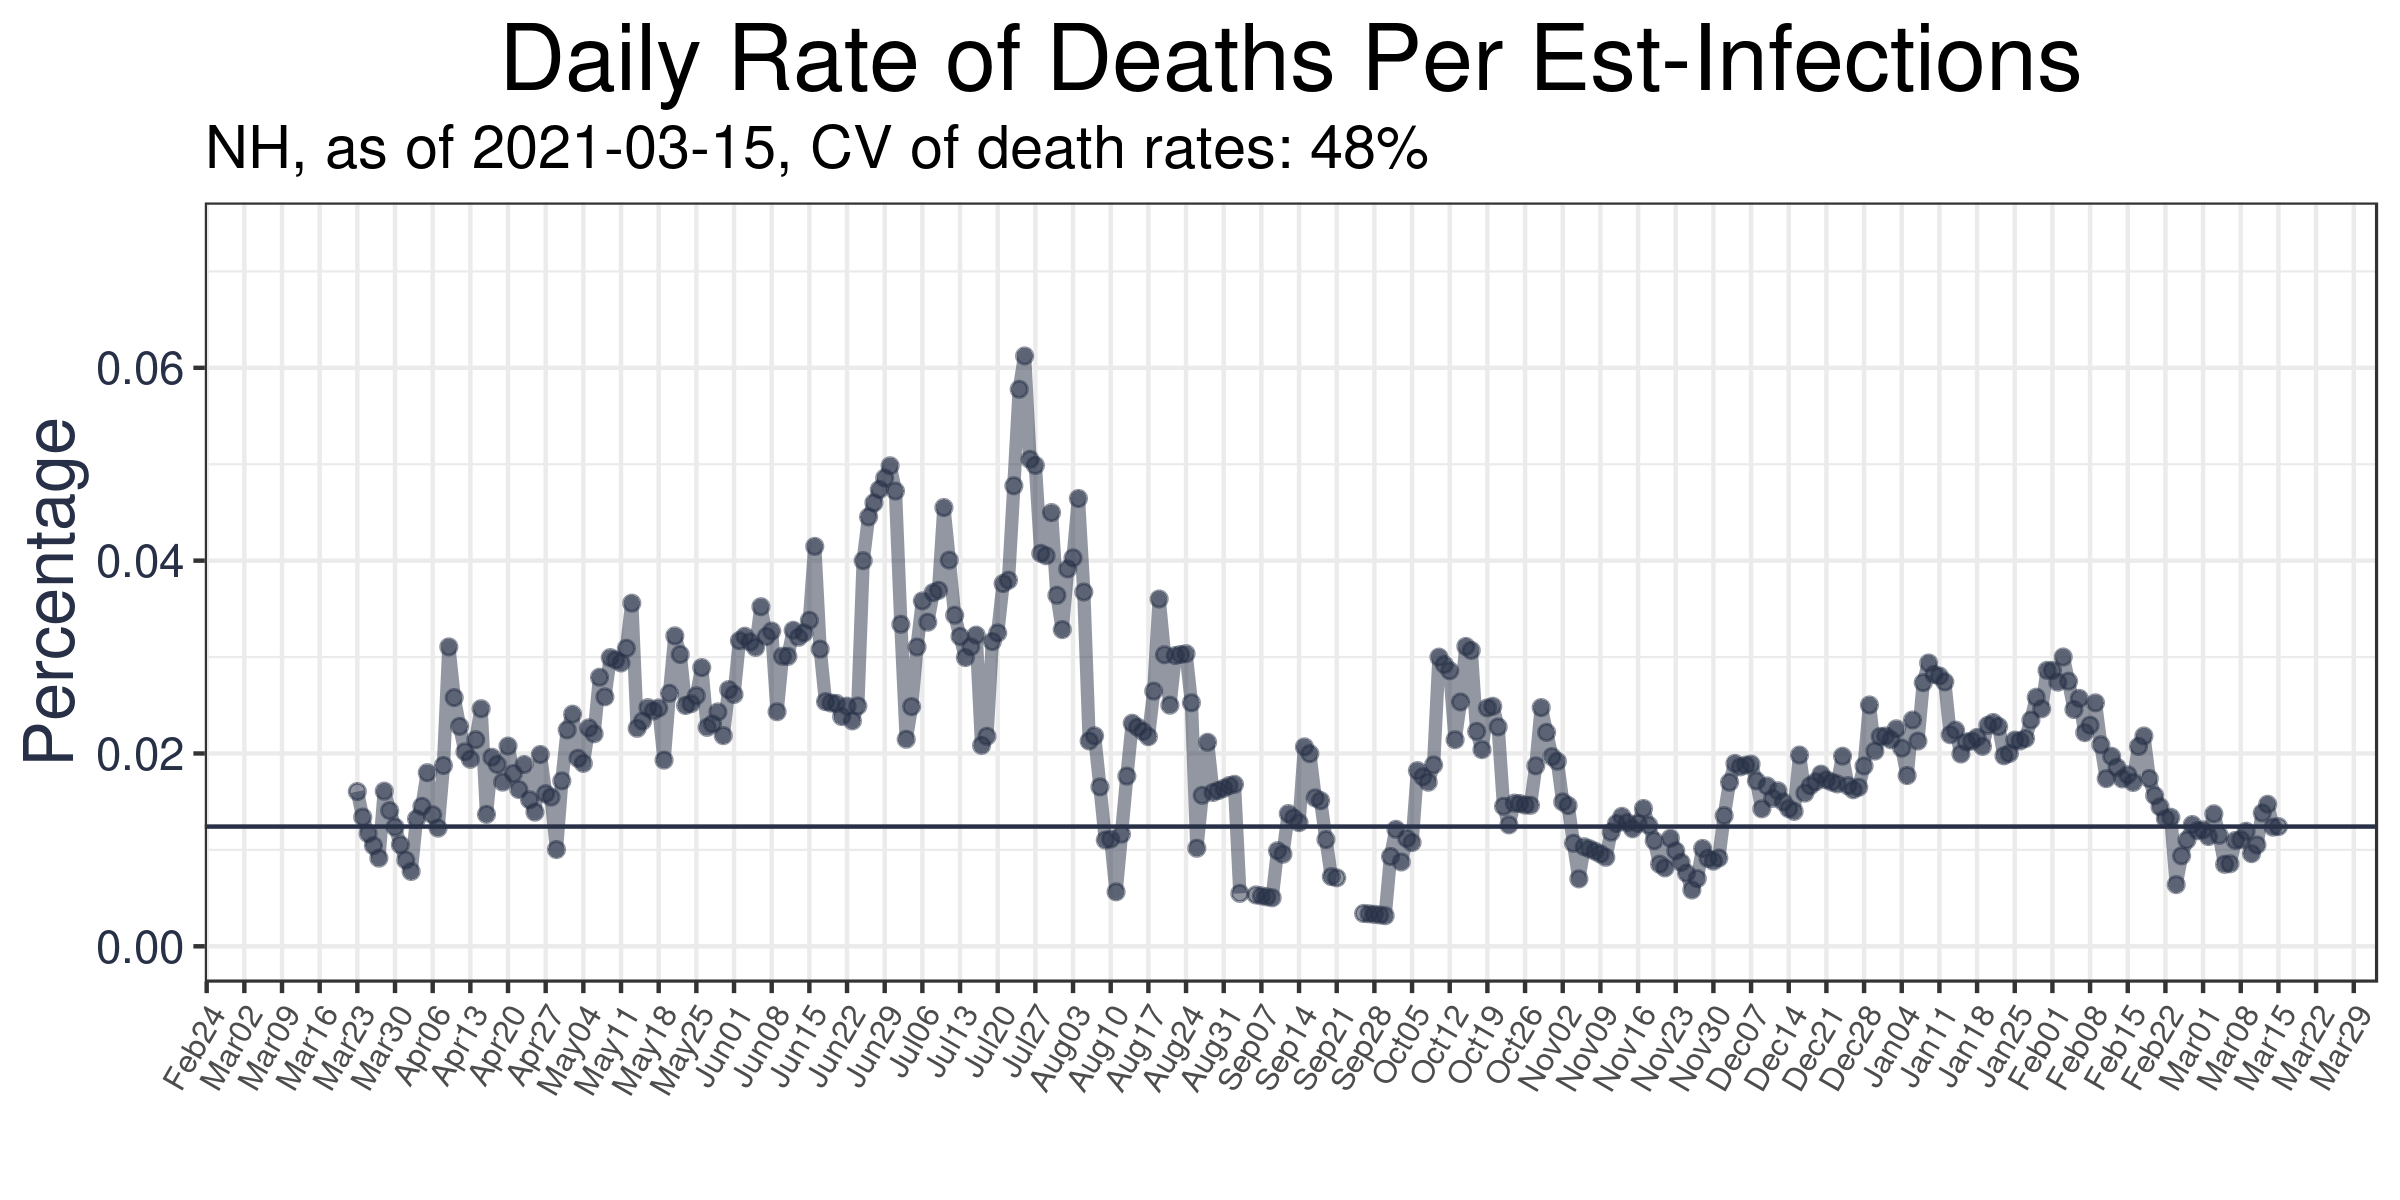 Daily Rate of Deaths Per Est-Infections
NH, as of 2021-03-15, CV of death rates: 48%
Percentage
0.06
0.04
0.02
0.00
Feb24
Mar02
Mar09
Mar16
Mar23
Mar30
Apr06
Apr13
Apr20
Apr27
May04
May11
May18
May25
Jun01
Jun08
Jun15
Jun22
Jun29
Jul06
Jul13
Jul20
Jul27
Aug03
Aug10
Aug17
Aug24
Aug31
Sep07
Sep14
Sep21
Sep28
Oct05
Oct12
Oct19
Oct26
Nov02
Nov09
Nov16
Nov23
Nov30
Dec07
Dec14
Dec21
Dec28
Jan04
Jan11
Jan18
Jan25
Feb01
Feb08
Feb15
Feb22
Mar01
Mar08
Mar15
Mar22
Mar29